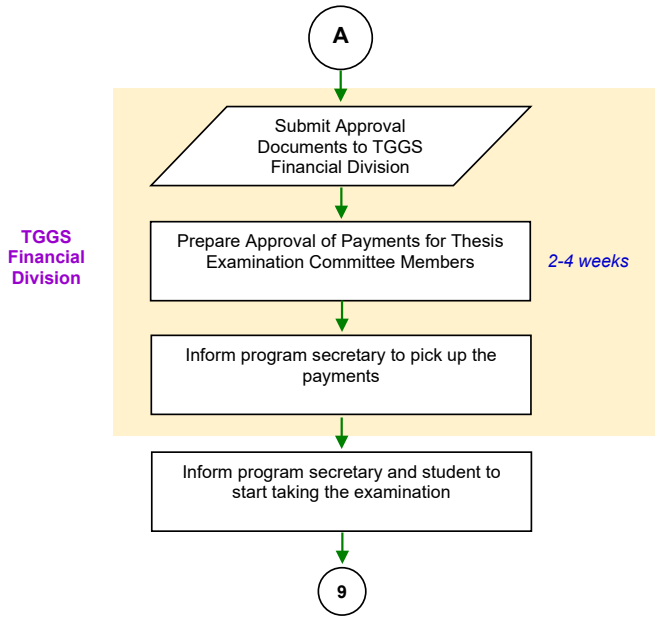 A
Submit Approval
Documents to TGGS
Financial Division
TGGS
Financial
Division
Prepare Approval of Payments for Thesis
Examination Committee Members
2-4 weeks
Inform program secretary to pick up the
payments
Inform program secretary and student to
start taking the examination
9